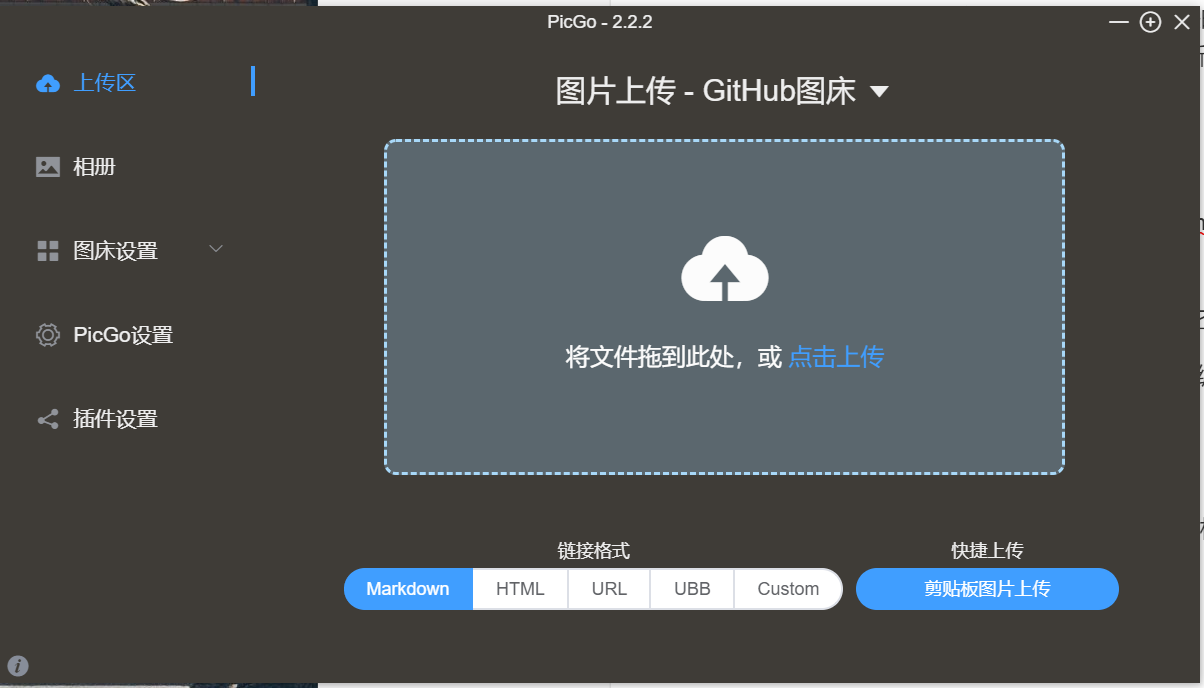 PicGo - 2.2.2
上传区
相册
图床设置
PicGo设置
插件设置
图片上传 - GitHub图床
将文件拖到此处，或 点击上传
链接格式
Markdown HTML URL UBB Custom
快捷上传
剪贴板图片上传